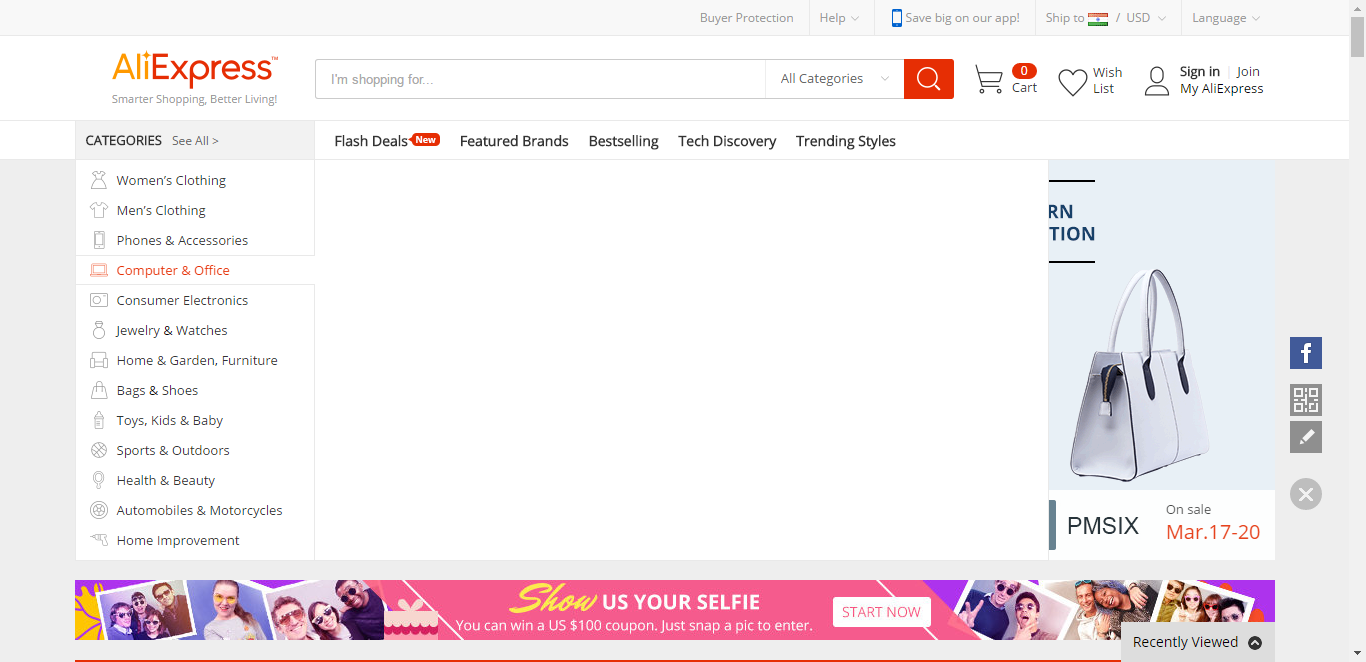 Buyer Protection
Help
Save big on our app!
Ship to / USD
Language
AliExpress™
Smarter Shopping, Better Living!
I'm shopping for...
All Categories
0
Cart
Wish
List
Sign in | Join
My AliExpress
CATEGORIES See All >
Flash Deals New
Featured Brands
Bestselling
Tech Discovery
Trending Styles
Women's Clothing
Men's Clothing
Phones & Accessories
Computer & Office
Consumer Electronics
Jewelry & Watches
Home & Garden, Furniture
Bags & Shoes
Toys, Kids & Baby
Sports & Outdoors
Health & Beauty
Automobiles & Motorcycles
Home Improvement
RN
TION
PMSIX
On sale
Mar.17-20
f
Show US YOUR SELFIE
You can win a US $100 coupon. Just snap a pic to enter.
START NOW
Recently Viewed